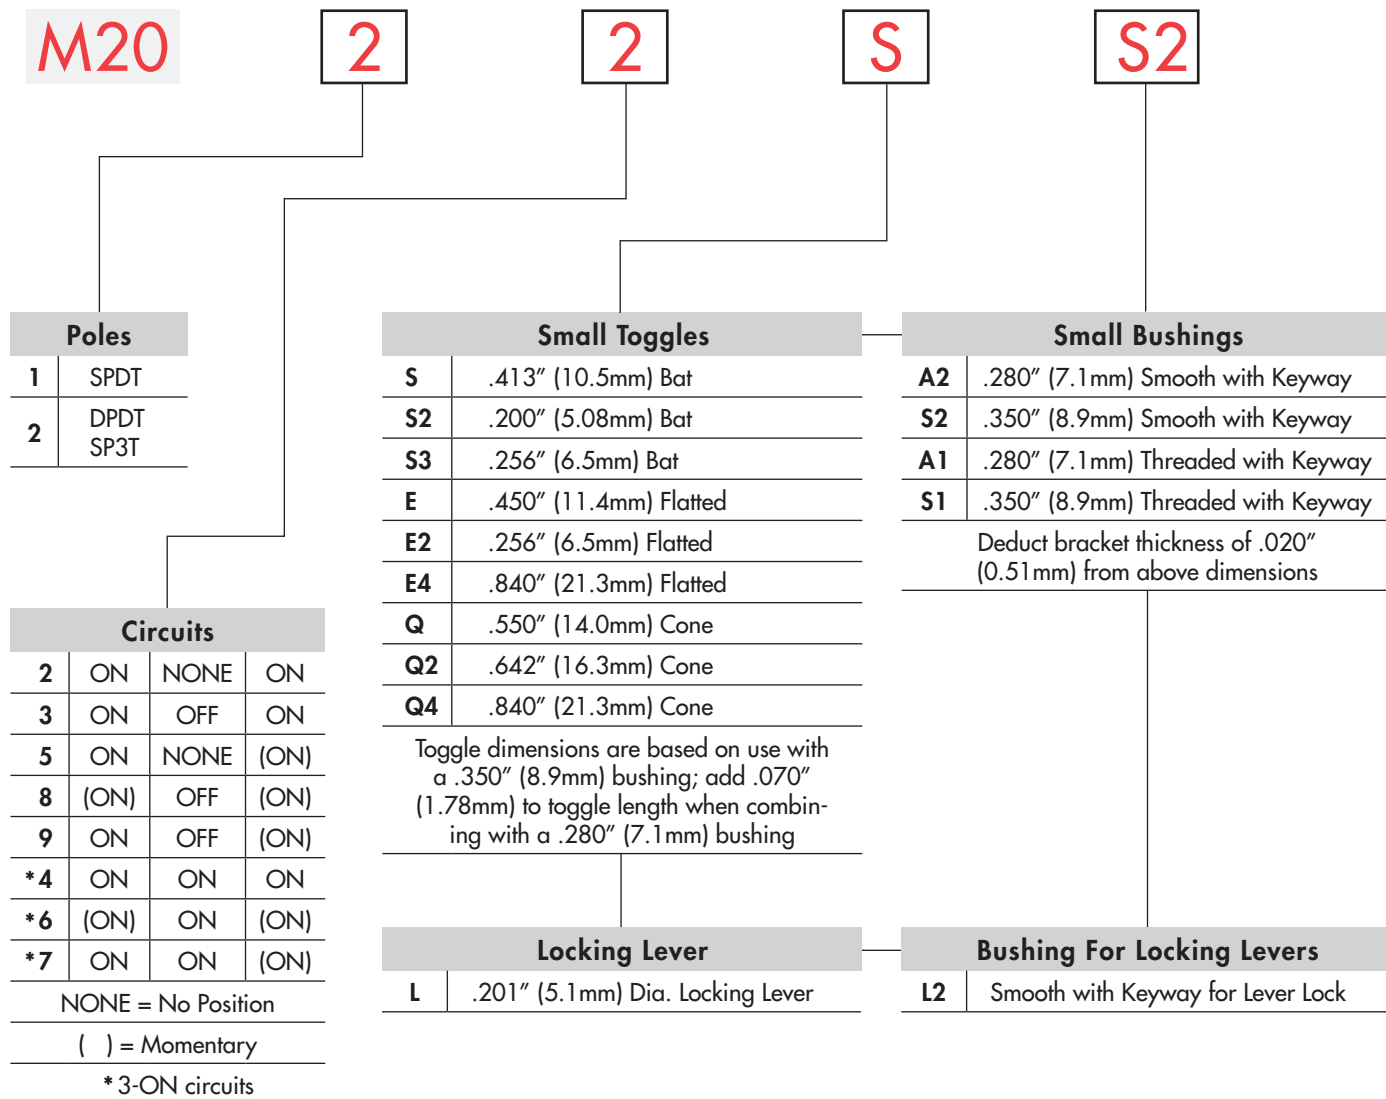 M20 2 2 S S2
Poles
1 SPDT
2 DPDT
SP3T
Circuits
2 ON NONE ON
3 ON OFF ON
5 ON NONE (ON)
8 (ON) OFF (ON)
9 ON OFF (ON)
*4 ON ON ON
*6 (ON) ON (ON)
*7 ON ON (ON)
NONE = No Position
( ) = Momentary
* 3-ON circuits
Small Toggles
S .413″ (10.5mm) Bat
S2 .200″ (5.08mm) Bat
S3 .256″ (6.5mm) Bat
E .450″ (11.4mm) Flatted
E2 .256″ (6.5mm) Flatted
E4 .840″ (21.3mm) Flatted
Q .550″ (14.0mm) Cone
Q2 .642″ (16.3mm) Cone
Q4 .840″ (21.3mm) Cone
Toggle dimensions are based on use with
a .350″ (8.9mm) bushing; add .070″
(1.78mm) to toggle length when combin-
ing with a .280″ (7.1mm) bushing
Locking Lever
L .201″ (5.1mm) Dia. Locking Lever
Small Bushings
A2 .280″ (7.1mm) Smooth with Keyway
S2 .350″ (8.9mm) Smooth with Keyway
A1 .280″ (7.1mm) Threaded with Keyway
S1 .350″ (8.9mm) Threaded with Keyway
Deduct bracket thickness of .020″
(0.51mm) from above dimensions
Bushing For Locking Levers
L2 Smooth with Keyway for Lever Lock